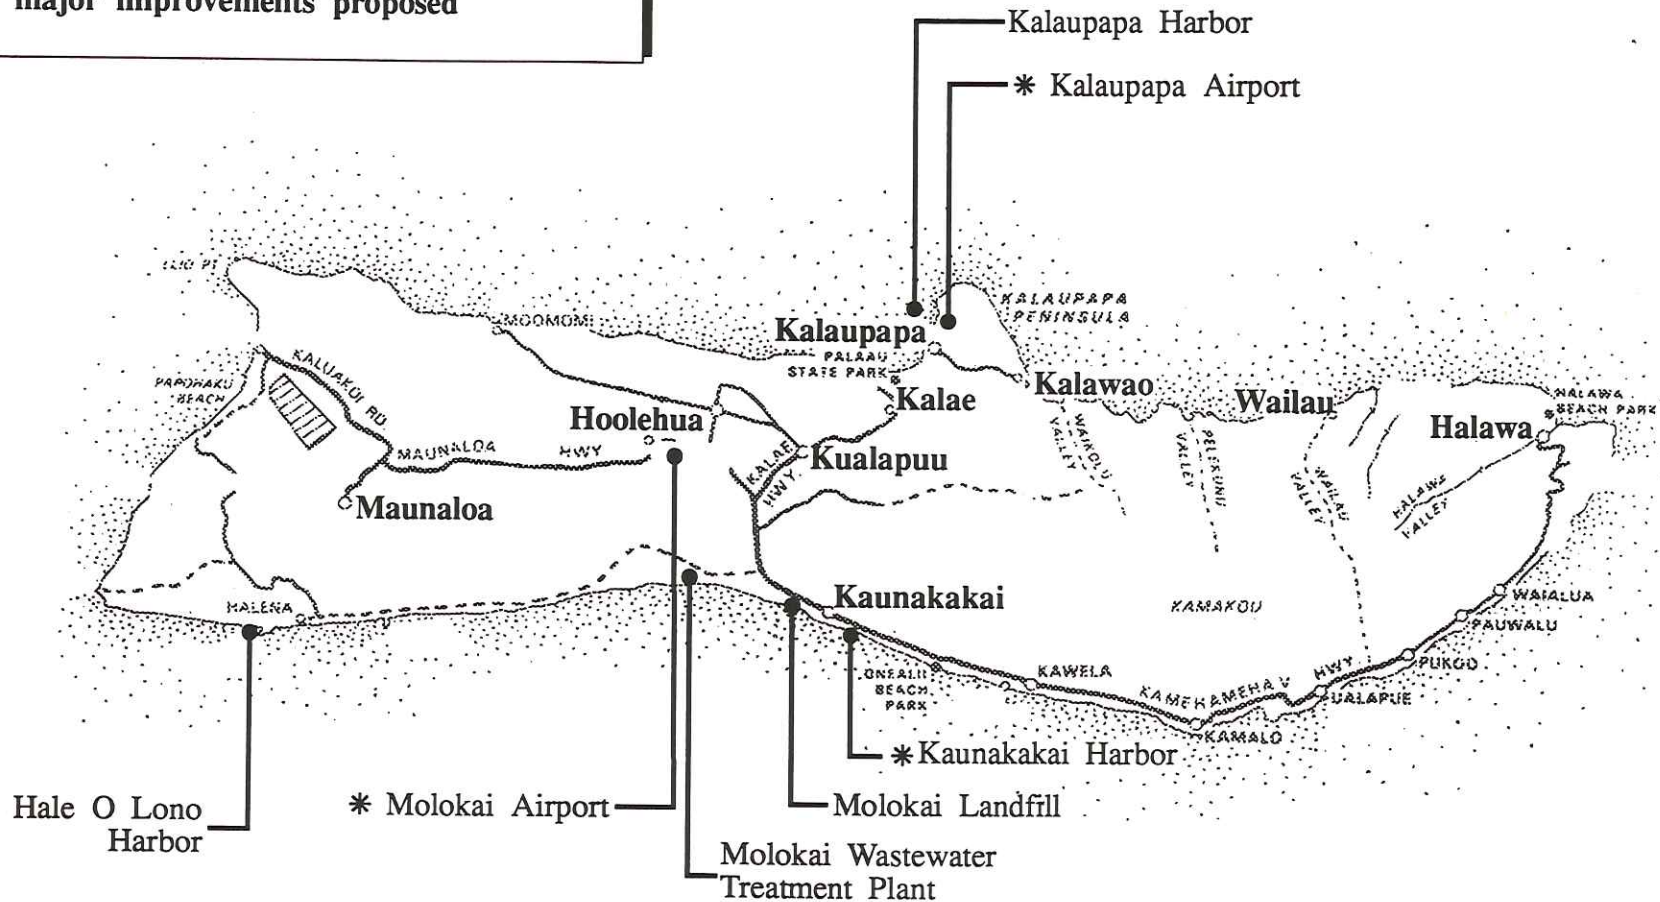 major improvements proposed
Kalaupapa Harbor
✳ Kalaupapa Airport
ILIO PT
KALAUPAPA
PENINSULA
MOOMOMI
Kalaupapa
PALAAU
STATE PARK
KALUAKOI RD
PAPOHAKU
BEACH
Kalawao
Kalae
Wailau
HALAWA
BEACH PARK
Hoolehua
Halawa
MAUNALOA HWY
KALAE
HWY.
Kualapuu
WAIKOLU
VALLEY
PELEKUNU
VALLEY
WAILAU
VALLEY
HALAWA
VALLEY
Maunaloa
HALENA
Kaunakakai
KAMAKOU
WAIALUA
PAUWALU
PUKOO
ONEALII
BEACH
PARK
KAWELA
KAMEHAMEHA V HWY
UALAPUE
KAMALO
✳ Kaunakakai Harbor
Hale O Lono
Harbor
✳ Molokai Airport
Molokai Landfill
Molokai Wastewater
Treatment Plant